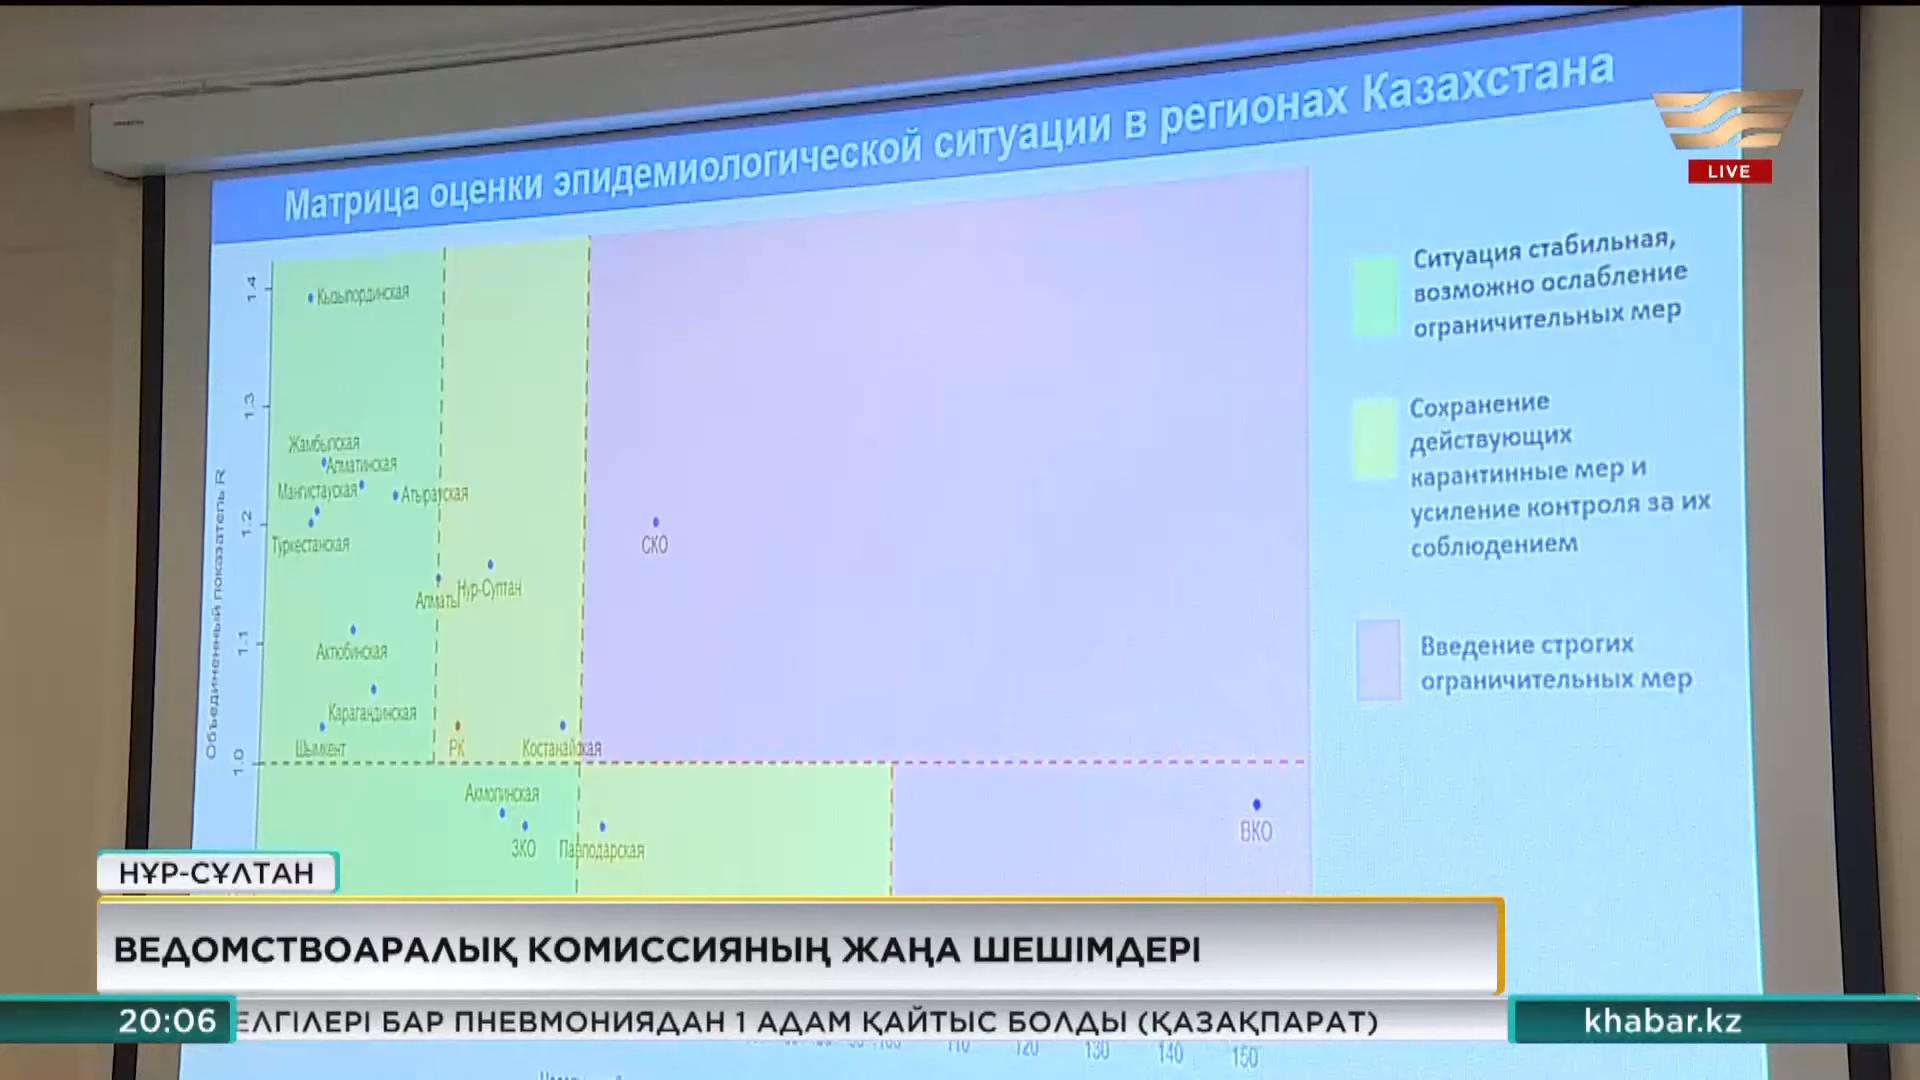 Матрица оценки эпидемиологической ситуации в регионах Казахстана
LIVE
Ситуация стабильная,
возможно ослабление
ограничительных мер
Сохранение
действующих
карантинные мер и
усиление контроля за их
соблюдением
Введение строгих
ограничительных мер
Объединенный показатель R
1.4
1.3
1.2
1.1
1.0
Кызылординская
Жамбылская
Алматинская
Мангистауская
Атырауская
Туркестанская
СКО
Алматы
Нур-Султан
Актюбинская
Карагандинская
Шымкент
РК
Костанайская
Акмолинская
ЗКО
Павлодарская
ВКО
НҰР-СҰЛТАН
ВЕДОМСТВОАРАЛЫҚ КОМИССИЯНЫҢ ЖАҢА ШЕШІМДЕРІ
20:06
ЕЛГІЛЕРІ БАР ПНЕВМОНИЯДАН 1 АДАМ ҚАЙТЫС БОЛДЫ (ҚАЗАҚПАРАТ)
khabar.kz
110 120 130 140 150